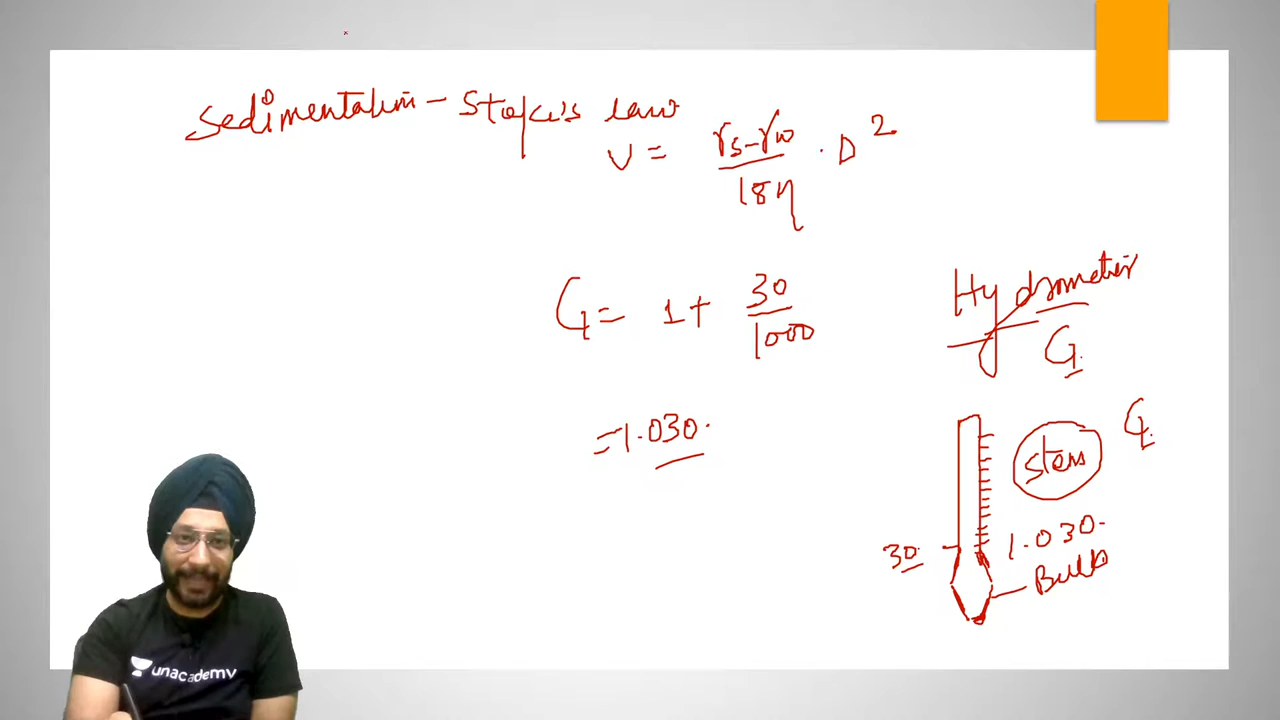 Sedimentation - Stoke's law
V = γs-γw / 18η . D²
G = 1 + 30/1000
= 1.030.
Hydrometer
G
G
stem
30
1.030.
Bulb
unacademy